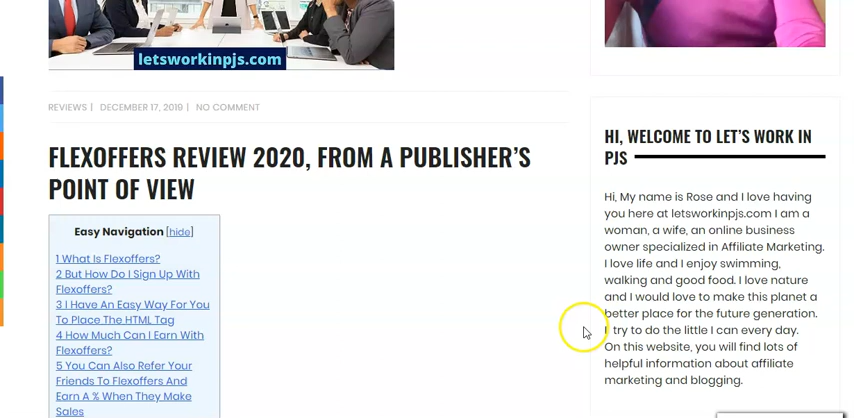 letsworkinpjs.com
REVIEWS | DECEMBER 17, 2019 | NO COMMENT
FLEXOFFERS REVIEW 2020, FROM A PUBLISHER'S
POINT OF VIEW
Easy Navigation [hide]
1 What Is Flexoffers?
2 But How Do I Sign Up With
Flexoffers?
3 I Have An Easy Way For You
To Place The HTML Tag
4 How Much Can I Earn With
Flexoffers?
5 You Can Also Refer Your
Friends To Flexoffers And
Earn A % When They Make
Sales
HI, WELCOME TO LET'S WORK IN
PJS
Hi, My name is Rose and I love having
you here at letsworkinpjs.com I am a
woman, a wife, an online business
owner specialized in Affiliate Marketing.
I love life and I enjoy swimming,
walking and good food. I love nature
and I would love to make this planet a
better place for the future generation.
I try to do the little I can every day.
On this website, you will find lots of
helpful information about affiliate
marketing and blogging.